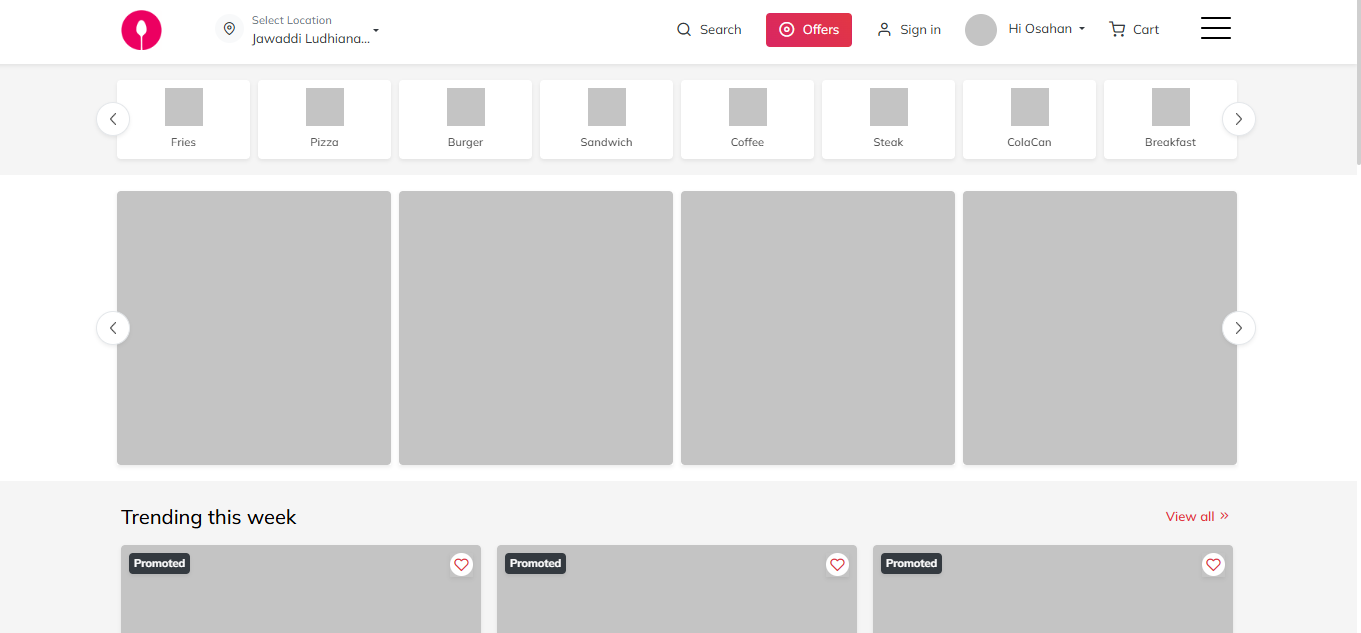 Select Location
Jawaddi Ludhiana...
Search
Offers
Sign in
Hi Osahan
Cart
Fries
Pizza
Burger
Sandwich
Coffee
Steak
ColaCan
Breakfast
Trending this week
View all
Promoted
Promoted
Promoted